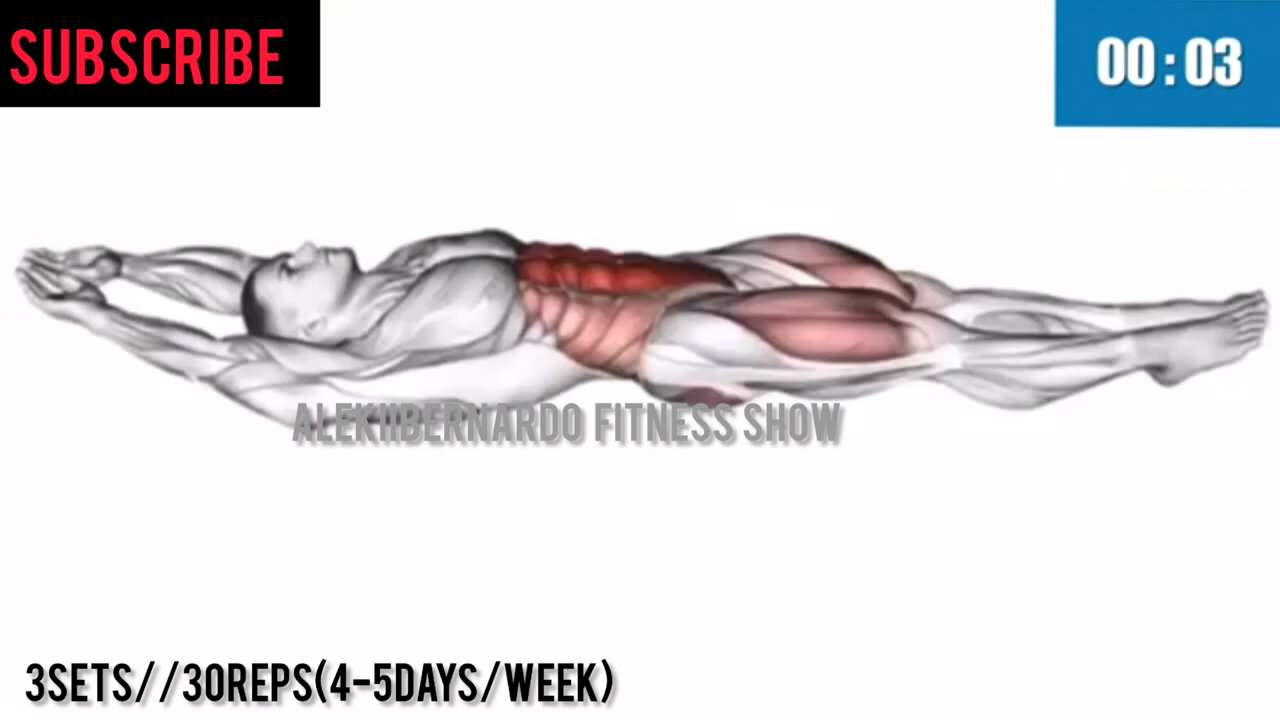 SUBSCRIBE
00:03
ALEKIIBERNARDO FITNESS SHOW
3SETS//30REPS(4-5DAYS/WEEK)